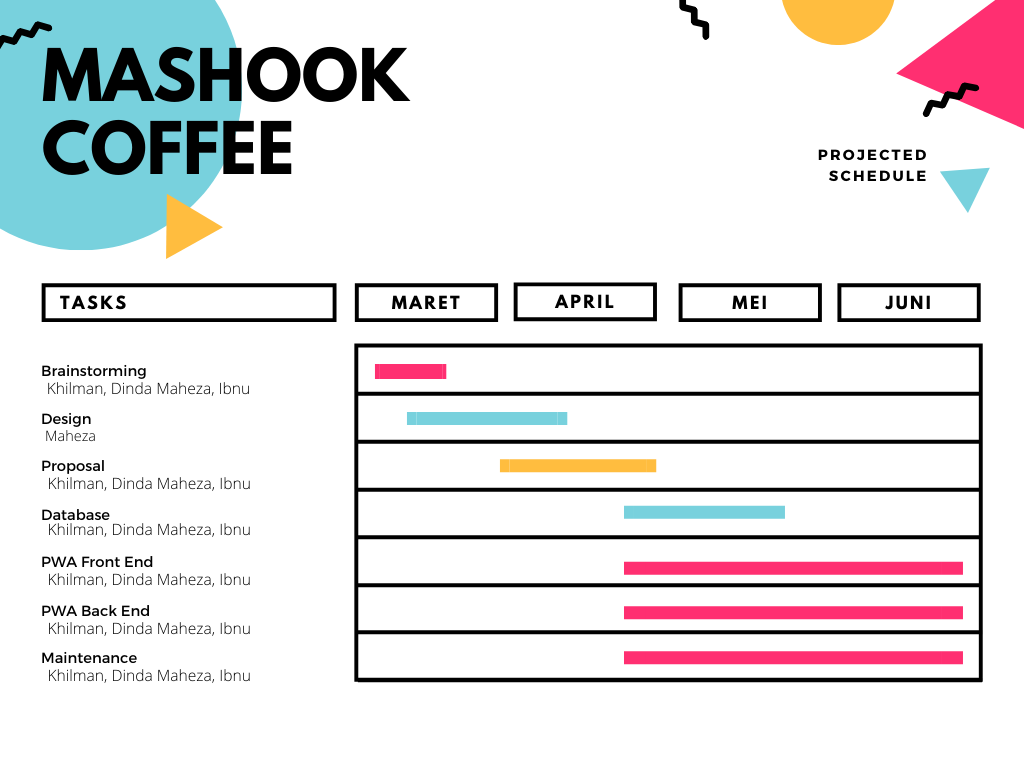 MASHOOK
COFFEE
PROJECTED
SCHEDULE
TASKS
MARET
APRIL
MEI
JUNI
Brainstorming
Khilman, Dinda Maheza, Ibnu
Design
Maheza
Proposal
Khilman, Dinda Maheza, Ibnu
Database
Khilman, Dinda Maheza, Ibnu
PWA Front End
Khilman, Dinda Maheza, Ibnu
PWA Back End
Khilman, Dinda Maheza, Ibnu
Maintenance
Khilman, Dinda Maheza, Ibnu